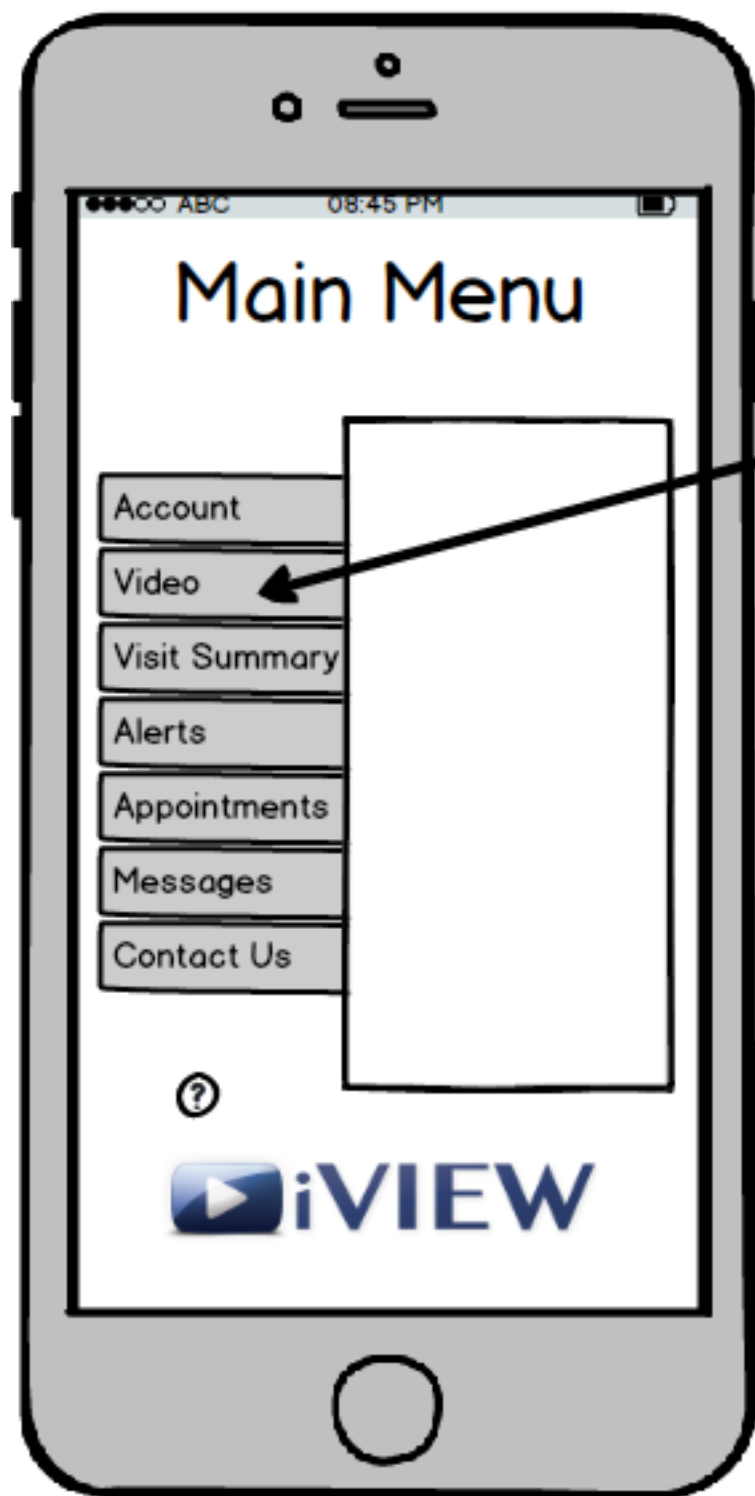 ABC 08:45 PM
Main Menu
Account
Video
Visit Summary
Alerts
Appointments
Messages
Contact Us
?
iVIEW